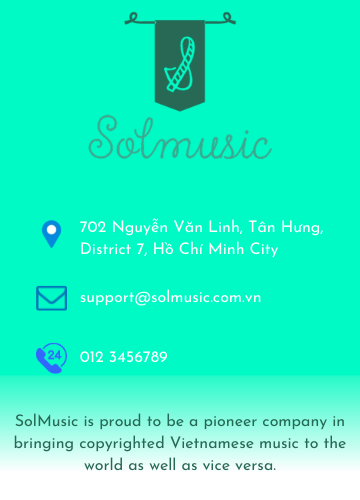 Solmusic
702 Nguyễn Văn Linh, Tân Hưng,
District 7, Hồ Chí Minh City
support@solmusic.com.vn
24
012 3456789
SolMusic is proud to be a pioneer company in
bringing copyrighted Vietnamese music to the
world as well as vice versa.